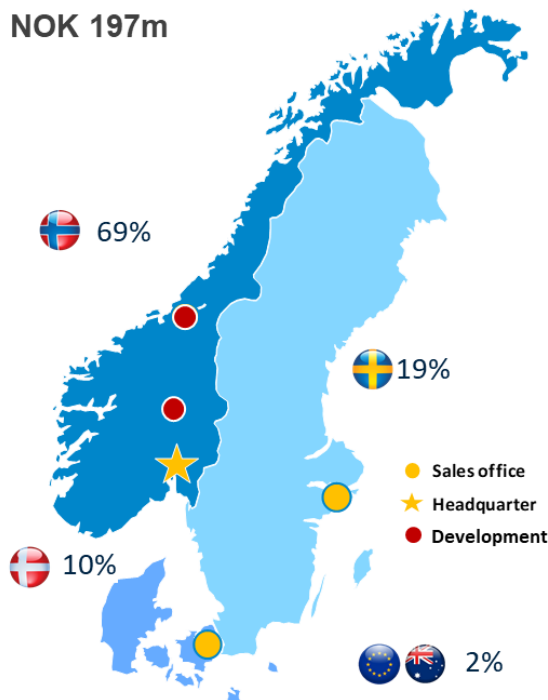 NOK 197m
69%
19%
Sales office
Headquarter
Development
10%
2%